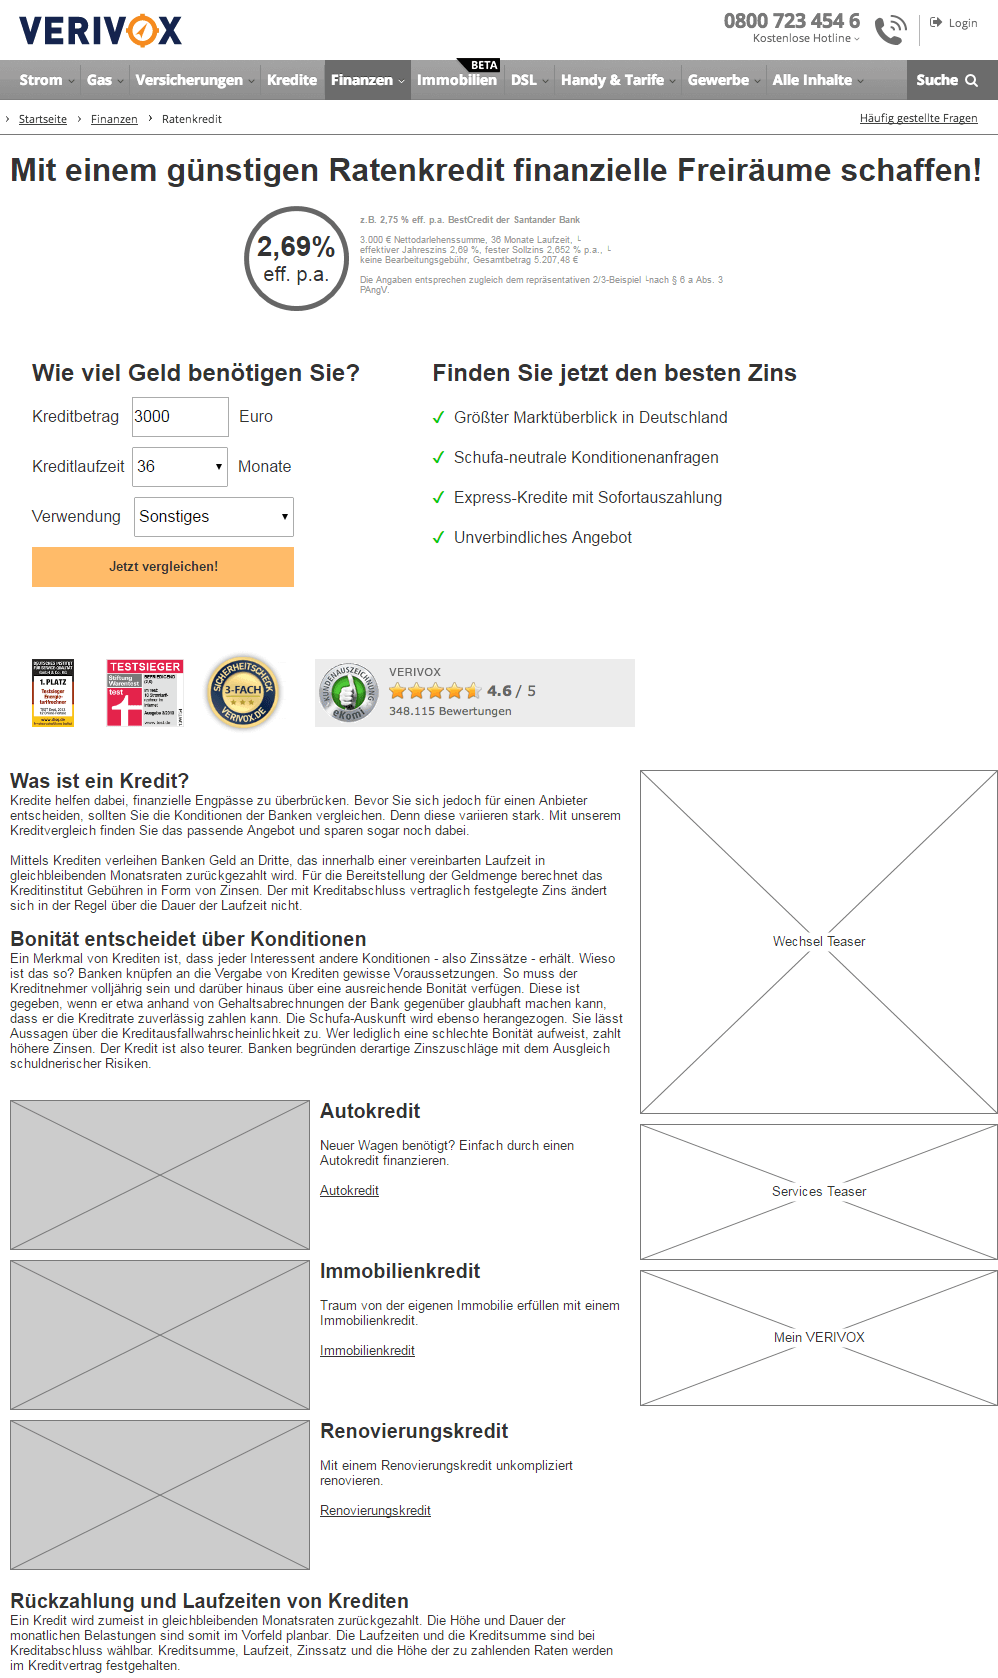 VERIVOX
0800 723 454 6
Kostenlose Hotline
Login
BETA
Strom Gas Versicherungen Kredite Finanzen Immobilien DSL Handy & Tarife Gewerbe Alle Inhalte Suche
› Startseite › Finanzen › Ratenkredit
Häufig gestellte Fragen
Mit einem günstigen Ratenkredit finanzielle Freiräume schaffen!
2,69%
eff. p.a.
z.B. 2,75 % eff. p.a. BestCredit der Santander Bank
3.000 € Nettodarlehenssumme, 36 Monate Laufzeit, └
effektiver Jahreszins 2,69 %, fester Sollzins 2,652 % p.a., └
keine Bearbeitungsgebühr, Gesamtbetrag 5.207,48 €
Die Angaben entsprechen zugleich dem repräsentativen 2/3-Beispiel └nach § 6 a Abs. 3
PAngV.
Wie viel Geld benötigen Sie?
Kreditbetrag 3000 Euro
Kreditlaufzeit 36 Monate
Verwendung Sonstiges
Jetzt vergleichen!
Finden Sie jetzt den besten Zins
✓ Größter Marktüberblick in Deutschland
✓ Schufa-neutrale Konditionenanfragen
✓ Express-Kredite mit Sofortauszahlung
✓ Unverbindliches Angebot
1. PLATZ
Testsieger
TESTSIEGER
Stiftung
Warentest
test
www.test.de
SICHERHEITSCHECK
3-FACH
VERIVOX.DE
KUNDENAUSZEICHNUNG
eKomi
VERIVOX
4.6 / 5
348.115 Bewertungen
Was ist ein Kredit?
Kredite helfen dabei, finanzielle Engpässe zu überbrücken. Bevor Sie sich jedoch für einen Anbieter
entscheiden, sollten Sie die Konditionen der Banken vergleichen. Denn diese variieren stark. Mit unserem
Kreditvergleich finden Sie das passende Angebot und sparen sogar noch dabei.
Mittels Krediten verleihen Banken Geld an Dritte, das innerhalb einer vereinbarten Laufzeit in
gleichbleibenden Monatsraten zurückgezahlt wird. Für die Bereitstellung der Geldmenge berechnet das
Kreditinstitut Gebühren in Form von Zinsen. Der mit Kreditabschluss vertraglich festgelegte Zins ändert
sich in der Regel über die Dauer der Laufzeit nicht.
Bonität entscheidet über Konditionen
Ein Merkmal von Krediten ist, dass jeder Interessent andere Konditionen - also Zinssätze - erhält. Wieso
ist das so? Banken knüpfen an die Vergabe von Krediten gewisse Voraussetzungen. So muss der
Kreditnehmer volljährig sein und darüber hinaus über eine ausreichende Bonität verfügen. Diese ist
gegeben, wenn er etwa anhand von Gehaltsabrechnungen der Bank gegenüber glaubhaft machen kann,
dass er die Kreditrate zuverlässig zahlen kann. Die Schufa-Auskunft wird ebenso herangezogen. Sie lässt
Aussagen über die Kreditausfallwahrscheinlichkeit zu. Wer lediglich eine schlechte Bonität aufweist, zahlt
höhere Zinsen. Der Kredit ist also teurer. Banken begründen derartige Zinszuschläge mit dem Ausgleich
schuldnerischer Risiken.
Wechsel Teaser
Services Teaser
Mein VERIVOX
Autokredit
Neuer Wagen benötigt? Einfach durch einen
Autokredit finanzieren.
Autokredit
Immobilienkredit
Traum von der eigenen Immobilie erfüllen mit einem
Immobilienkredit.
Immobilienkredit
Renovierungskredit
Mit einem Renovierungskredit unkompliziert
renovieren.
Renovierungskredit
Rückzahlung und Laufzeiten von Krediten
Ein Kredit wird zumeist in gleichbleibenden Monatsraten zurückgezahlt. Die Höhe und Dauer der
monatlichen Belastungen sind somit im Vorfeld planbar. Die Laufzeiten und die Kreditsumme sind bei
Kreditabschluss wählbar. Kreditsumme, Laufzeit, Zinssatz und die Höhe der zu zahlenden Raten werden
im Kreditvertrag festgehalten.